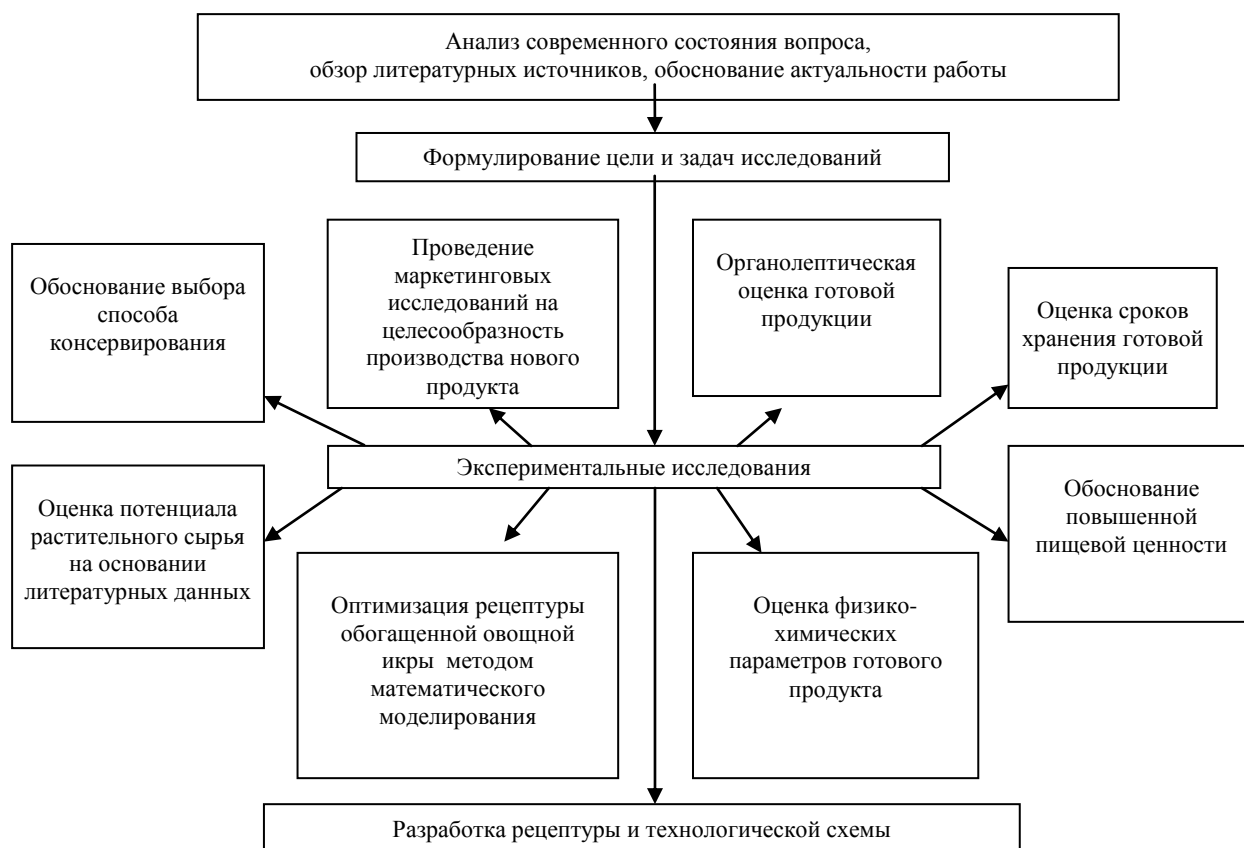 Анализ современного состояния вопроса,
обзор литературных источников, обоснование актуальности работы
Формулирование цели и задач исследований
Обоснование выбора
способа
консервирования
Проведение
маркетинговых
исследований на
целесообразность
производства нового
продукта
Органолептическая
оценка готовой
продукции
Оценка сроков
хранения готовой
продукции
Экспериментальные исследования
Оценка потенциала
растительного сырья
на основании
литературных данных
Оптимизация рецептуры
обогащенной овощной
икры методом
математического
моделирования
Оценка физико-
химических
параметров готового
продукта
Обоснование
повышенной
пищевой ценности
Разработка рецептуры и технологической схемы